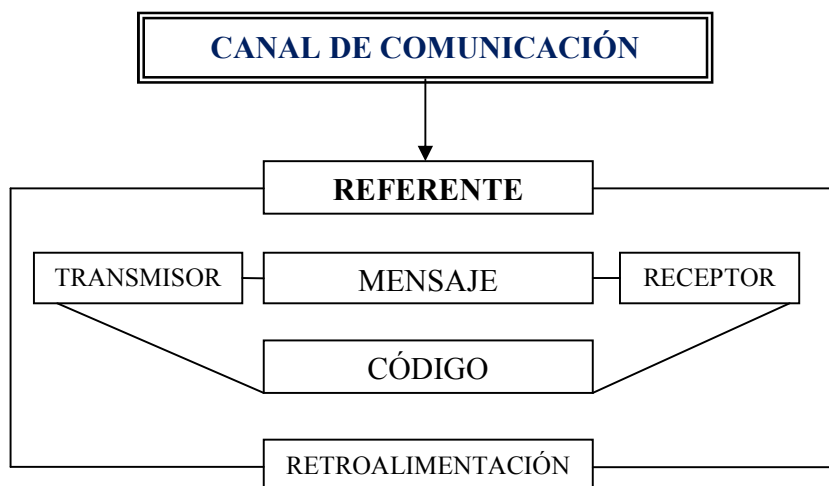 CANAL DE COMUNICACIÓN
REFERENTE
TRANSMISOR
MENSAJE
RECEPTOR
CÓDIGO
RETROALIMENTACIÓN